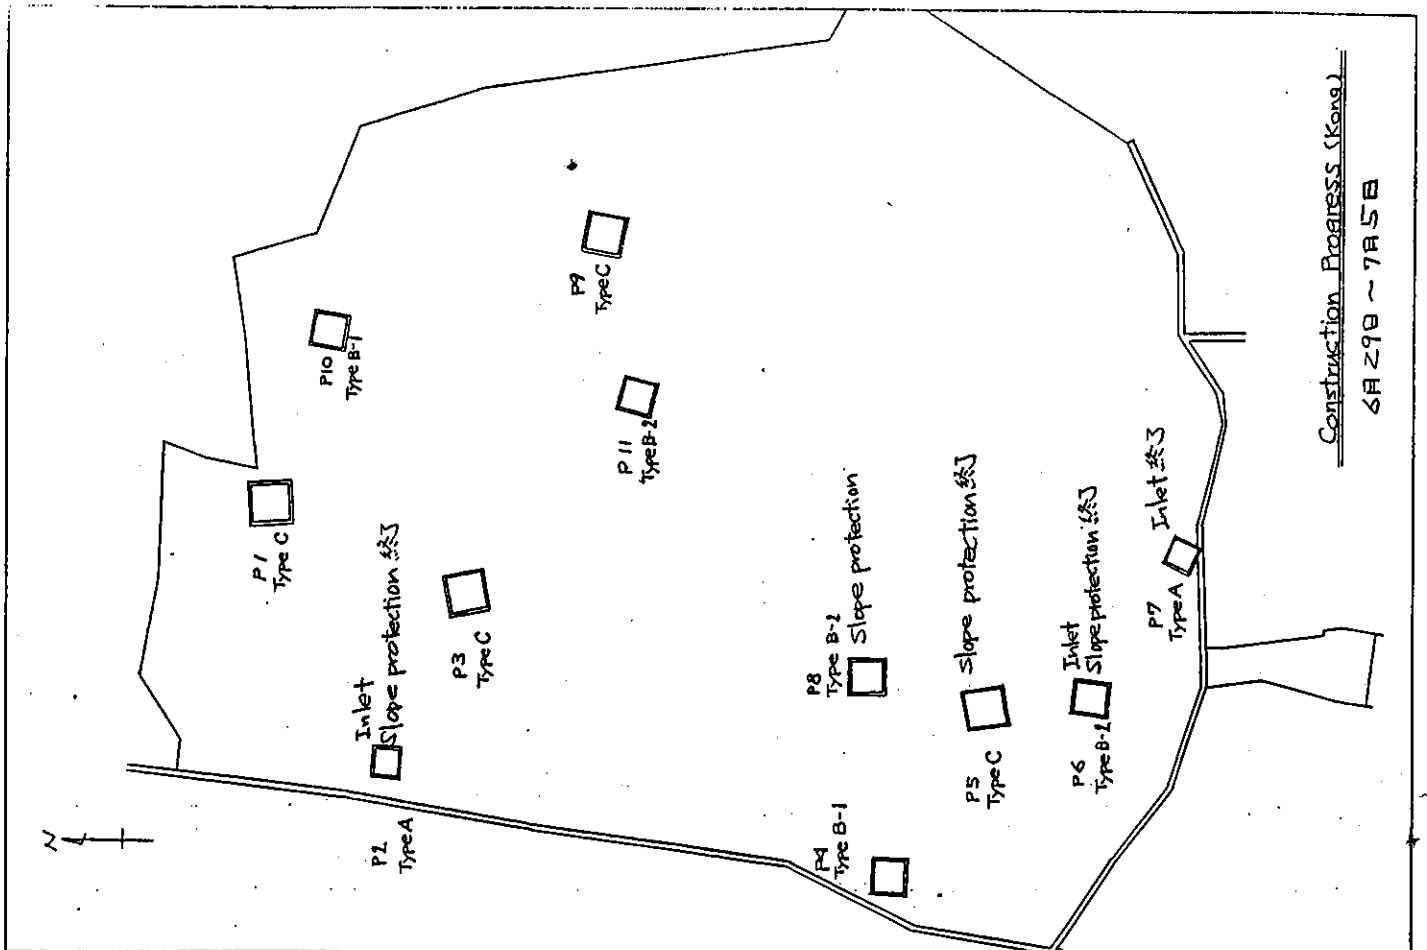 Construction Progress (Kong)
6月29日～7月5日
N
P1
Type C
P2
Type A
Inlet
Slope protection 終了
P3
Type C
P4
Type B-1
P5
Type C
Slope protection 終了
P6
Type B-2
Inlet
Slope protection 終了
P7
Type A
Inlet 終了
P8
Type B-2
Slope protection
P9
Type C
P10
Type B-1
P11
Type B-2